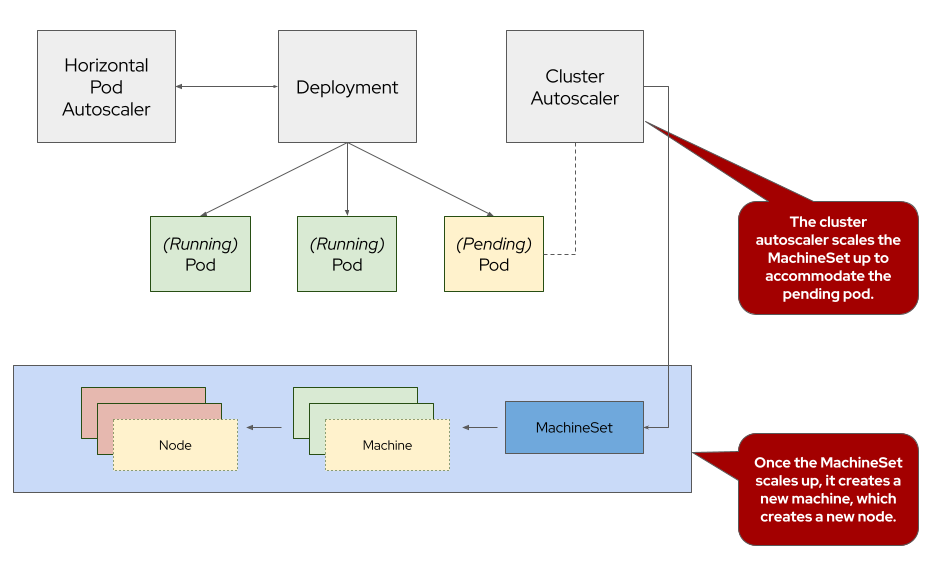 Horizontal
Pod
Autoscaler
Deployment
Cluster
Autoscaler
(Running)
Pod
(Running)
Pod
(Pending)
Pod
The cluster
autoscaler scales the
MachineSet up to
accommodate the
pending pod.
Node
Machine
MachineSet
Once the MachineSet
scales up, it creates a
new machine, which
creates a new node.